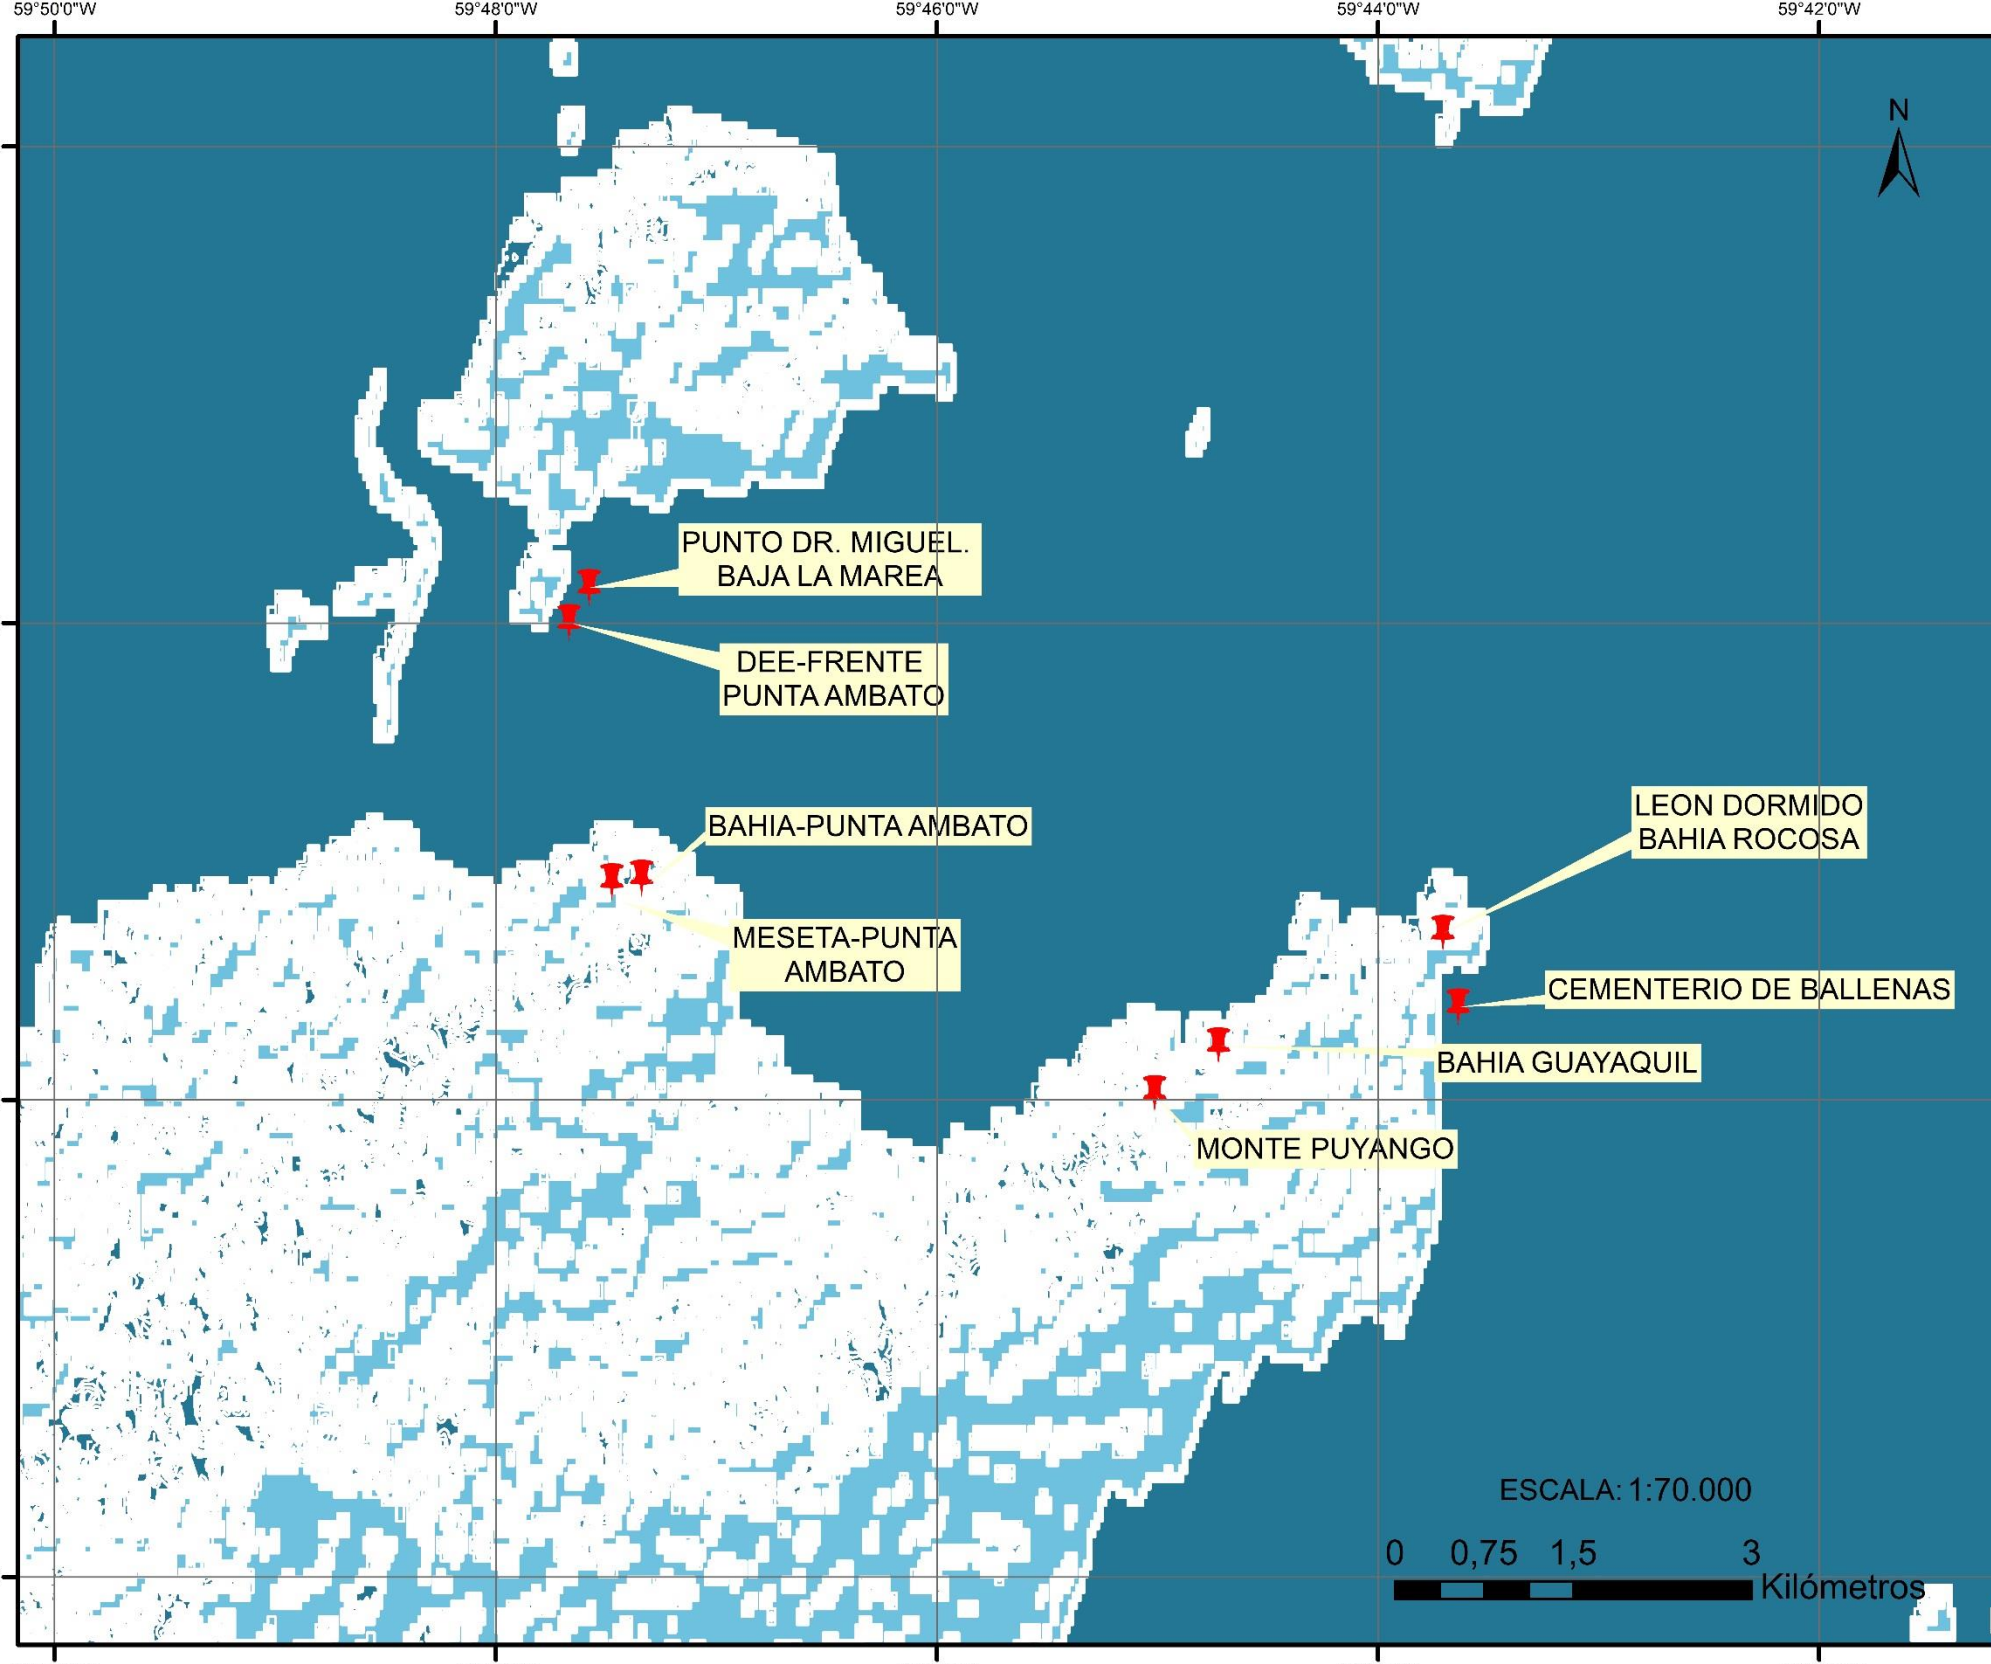 59°50'0"W
59°48'0"W
59°46'0"W
59°44'0"W
59°42'0"W
N
PUNTO DR. MIGUEL.
BAJA LA MAREA
DEE-FRENTE
PUNTA AMBATO
BAHIA-PUNTA AMBATO
LEON DORMIDO
BAHIA ROCOSA
MESETA-PUNTA
AMBATO
CEMENTERIO DE BALLENAS
BAHIA GUAYAQUIL
MONTE PUYANGO
ESCALA: 1:70.000
0 0,75 1,5 3
Kilómetros